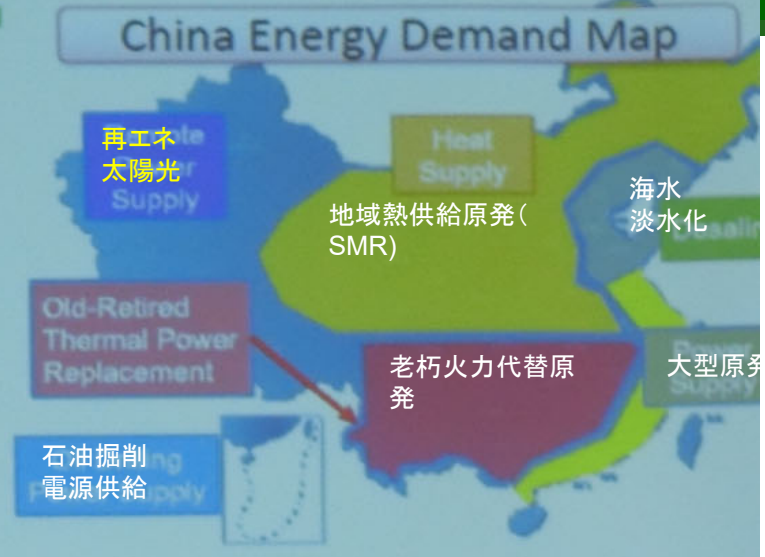 China Energy Demand Map
再エネ
太陽光
Supply
Heat
Supply
地域熱供給原発（
SMR)
海水
淡水化
Old-Retired
Thermal Power
Replacement
老朽火力代替原
発
大型原発
石油掘削
電源供給